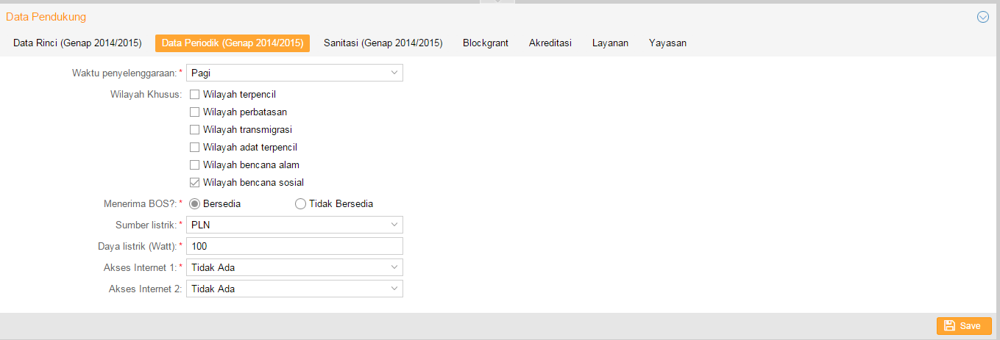 Data Pendukung
Data Rinci (Genap 2014/2015) Data Periodik (Genap 2014/2015) Sanitasi (Genap 2014/2015) Blockgrant Akreditasi Layanan Yayasan
Waktu penyelenggaraan: * Pagi
Wilayah Khusus: Wilayah terpencil
Wilayah perbatasan
Wilayah transmigrasi
Wilayah adat terpencil
Wilayah bencana alam
Wilayah bencana sosial
Menerima BOS?: * Bersedia Tidak Bersedia
Sumber listrik: * PLN
Daya listrik (Watt): * 100
Akses Internet 1: * Tidak Ada
Akses Internet 2: Tidak Ada
Save